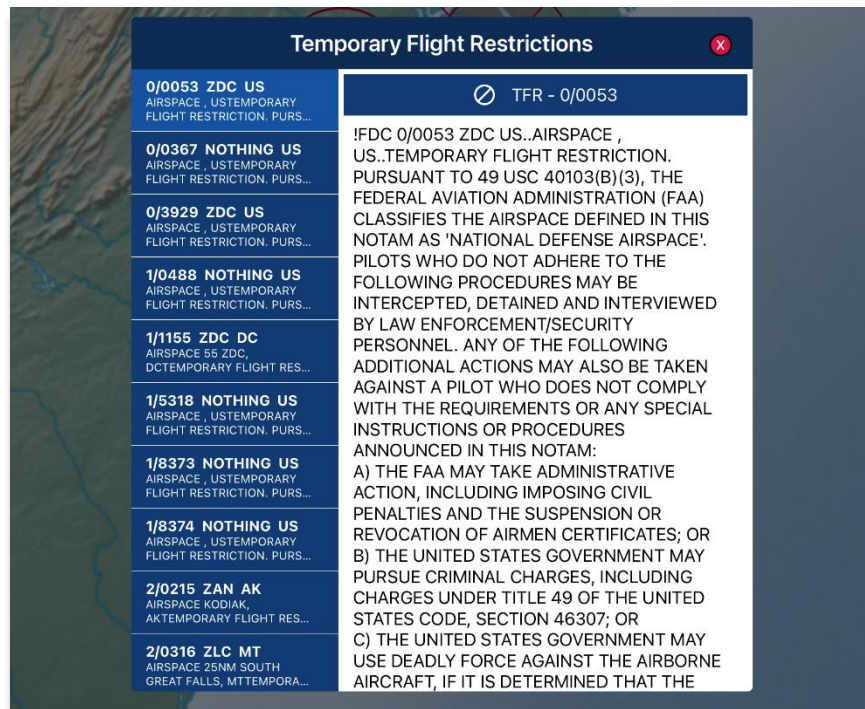 Temporary Flight Restrictions
X
0/0053 ZDC US
AIRSPACE , USTEMPORARY
FLIGHT RESTRICTION. PURS...
0/0367 NOTHING US
AIRSPACE , USTEMPORARY
FLIGHT RESTRICTION. PURS...
0/3929 ZDC US
AIRSPACE , USTEMPORARY
FLIGHT RESTRICTION. PURS...
1/0488 NOTHING US
AIRSPACE , USTEMPORARY
FLIGHT RESTRICTION. PURS...
1/1155 ZDC DC
AIRSPACE 55 ZDC,
DCTEMPORARY FLIGHT RES...
1/5318 NOTHING US
AIRSPACE , USTEMPORARY
FLIGHT RESTRICTION. PURS...
1/8373 NOTHING US
AIRSPACE , USTEMPORARY
FLIGHT RESTRICTION. PURS...
1/8374 NOTHING US
AIRSPACE , USTEMPORARY
FLIGHT RESTRICTION. PURS...
2/0215 ZAN AK
AIRSPACE KODIAK,
AKTEMPORARY FLIGHT RES...
2/0316 ZLC MT
AIRSPACE 25NM SOUTH
GREAT FALLS, MTTEMPORA...
TFR - 0/0053
!FDC 0/0053 ZDC US..AIRSPACE ,
US..TEMPORARY FLIGHT RESTRICTION.
PURSUANT TO 49 USC 40103(B)(3), THE
FEDERAL AVIATION ADMINISTRATION (FAA)
CLASSIFIES THE AIRSPACE DEFINED IN THIS
NOTAM AS 'NATIONAL DEFENSE AIRSPACE'.
PILOTS WHO DO NOT ADHERE TO THE
FOLLOWING PROCEDURES MAY BE
INTERCEPTED, DETAINED AND INTERVIEWED
BY LAW ENFORCEMENT/SECURITY
PERSONNEL. ANY OF THE FOLLOWING
ADDITIONAL ACTIONS MAY ALSO BE TAKEN
AGAINST A PILOT WHO DOES NOT COMPLY
WITH THE REQUIREMENTS OR ANY SPECIAL
INSTRUCTIONS OR PROCEDURES
ANNOUNCED IN THIS NOTAM:
A) THE FAA MAY TAKE ADMINISTRATIVE
ACTION, INCLUDING IMPOSING CIVIL
PENALTIES AND THE SUSPENSION OR
REVOCATION OF AIRMEN CERTIFICATES; OR
B) THE UNITED STATES GOVERNMENT MAY
PURSUE CRIMINAL CHARGES, INCLUDING
CHARGES UNDER TITLE 49 OF THE UNITED
STATES CODE, SECTION 46307; OR
C) THE UNITED STATES GOVERNMENT MAY
USE DEADLY FORCE AGAINST THE AIRBORNE
AIRCRAFT, IF IT IS DETERMINED THAT THE